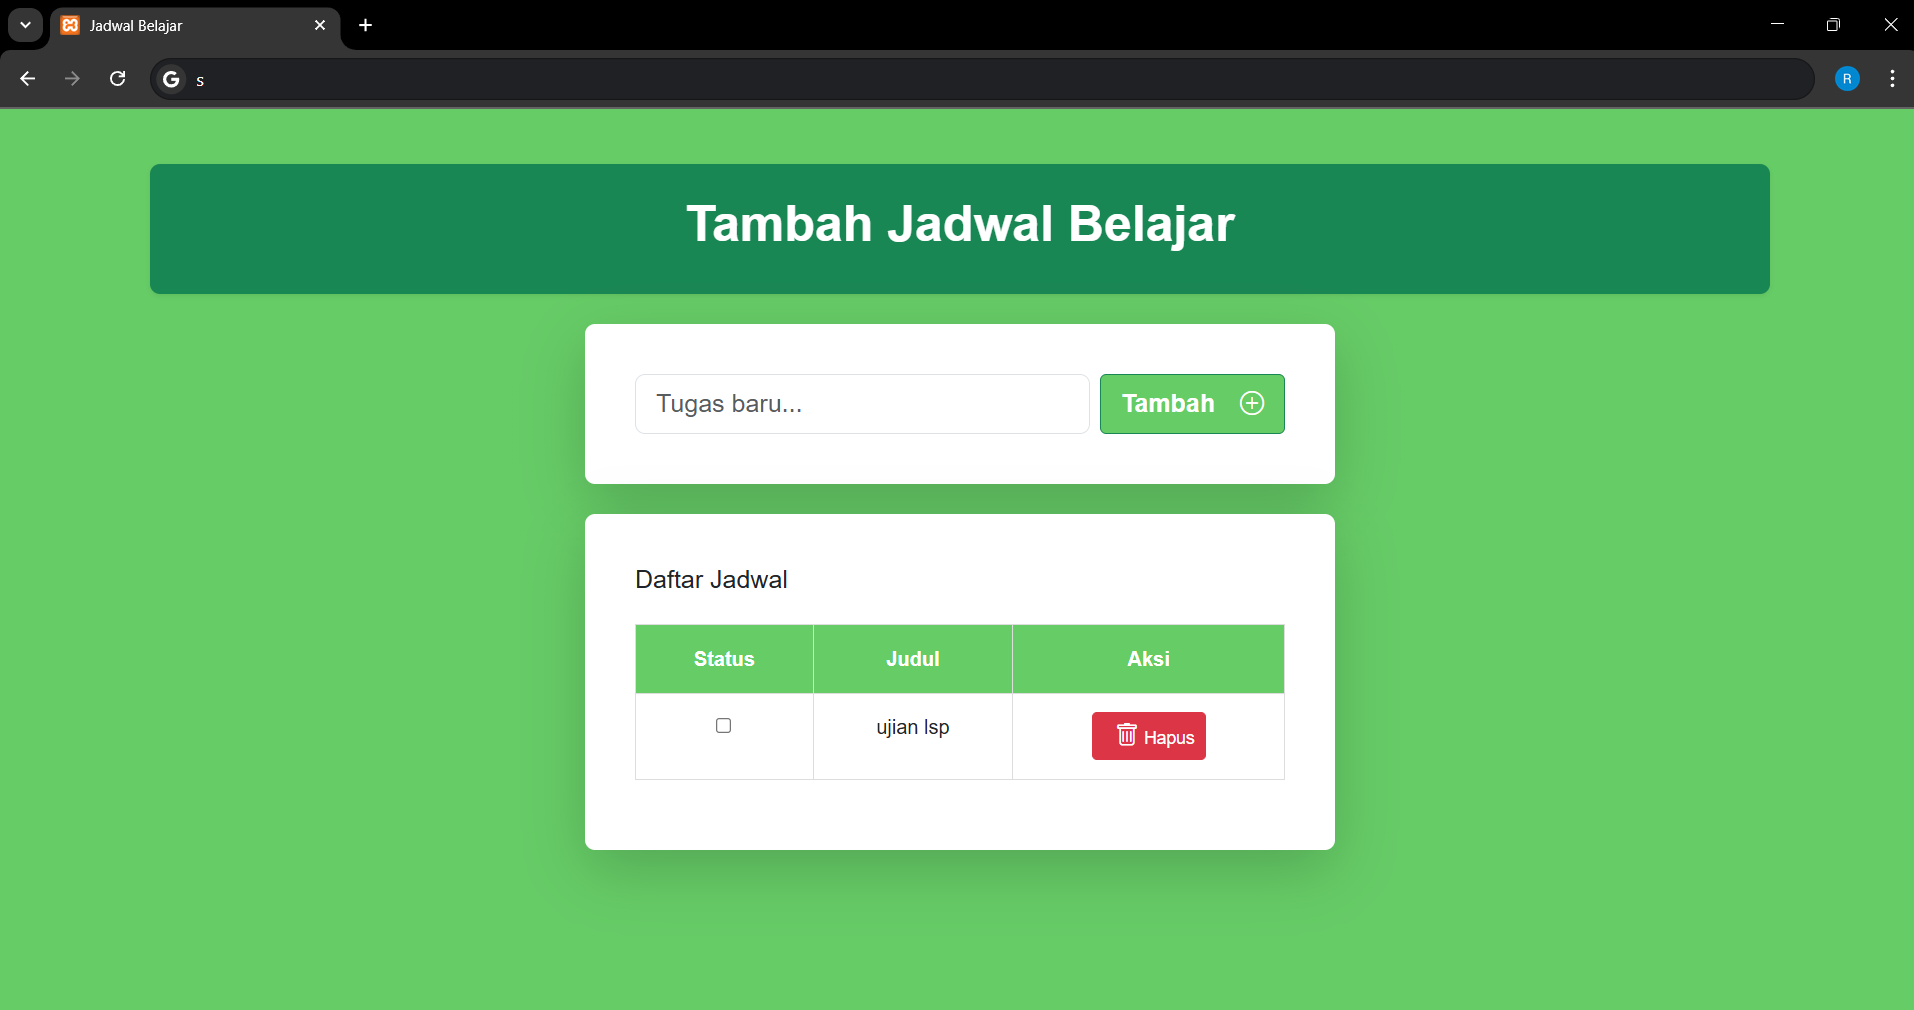 Jadwal Belajar
G s
R
Tambah Jadwal Belajar
Tugas baru...
Tambah
Daftar Jadwal
Status Judul Aksi
ujian lsp Hapus